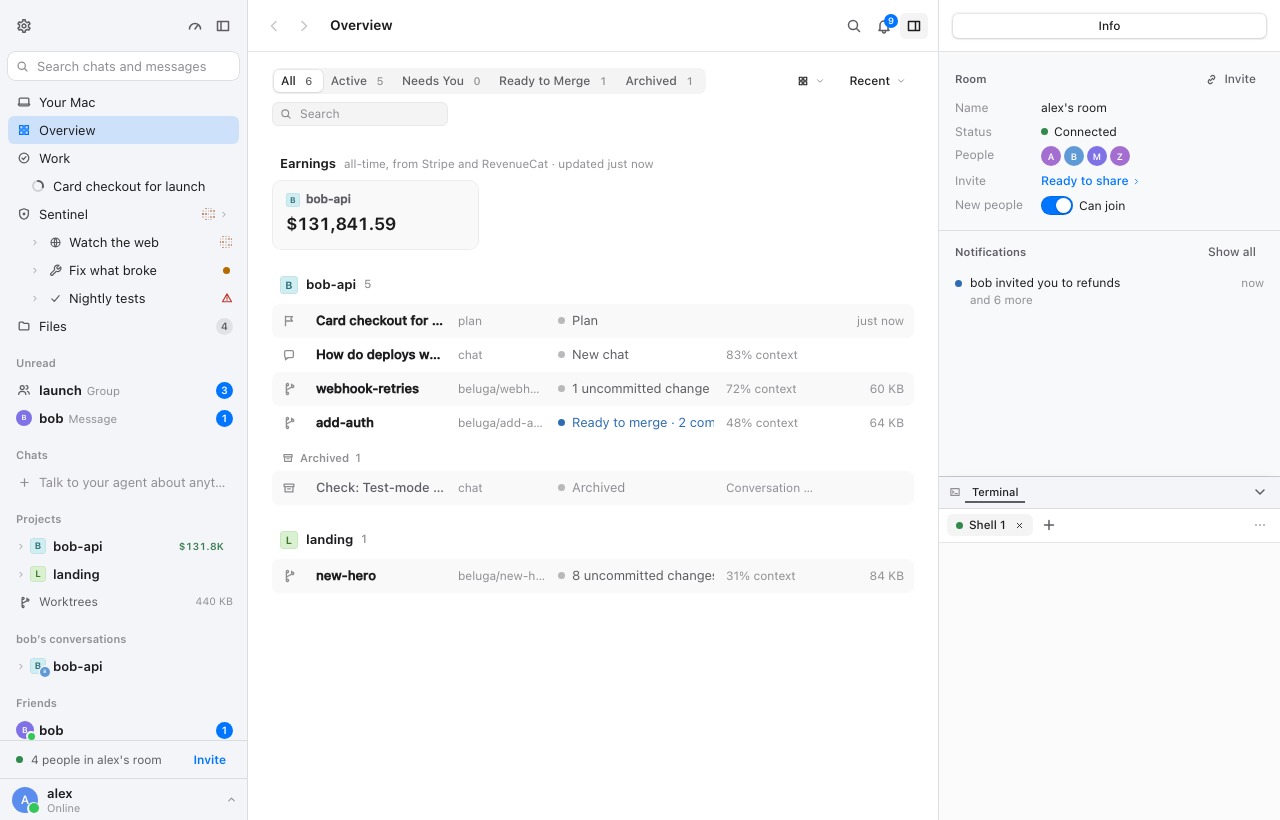 Search chats and messages
Your Mac
Overview
Work
Card checkout for launch
Sentinel
Watch the web
Fix what broke
Nightly tests
Files 4
Unread
launch Group 3
B bob Message 1
Chats
Talk to your agent about anyt...
Projects
B bob-api $131.8K
L landing
Worktrees 440 KB
bob's conversations
B bob-api
Friends
B bob 1
4 people in alex's room Invite
A alex
Online
Overview
9
All 6 Active 5 Needs You 0 Ready to Merge 1 Archived 1
Recent
Search
Earnings all-time, from Stripe and RevenueCat · updated just now
B bob-api
$131,841.59
B bob-api 5
Card checkout for ... plan Plan just now
How do deploys w... chat New chat 83% context
webhook-retries beluga/webh... 1 uncommitted change 72% context 60 KB
add-auth beluga/add-a... Ready to merge · 2 com 48% context 64 KB
Archived 1
Check: Test-mode ... chat Archived Conversation ...
L landing 1
new-hero beluga/new-h... 8 uncommitted changes 31% context 84 KB
Info
Room Invite
Name alex's room
Status Connected
People A B M Z
Invite Ready to share ›
New people Can join
Notifications Show all
bob invited you to refunds now
and 6 more
Terminal
Shell 1 × +